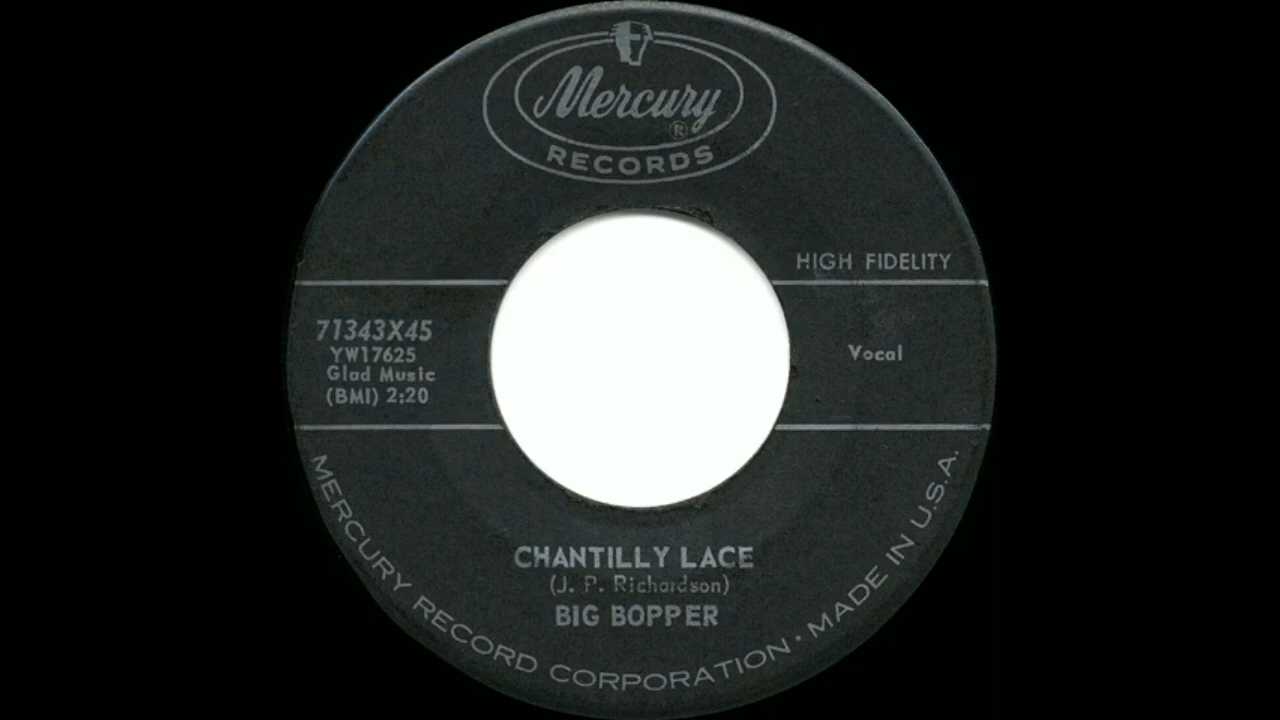 Mercury
®
RECORDS
HIGH FIDELITY
71343X45
YW17625
Glad Music
(BMI) 2:20
Vocal
CHANTILLY LACE
(J. P. Richardson)
BIG BOPPER
MERCURY RECORD CORPORATION • MADE IN U.S.A.